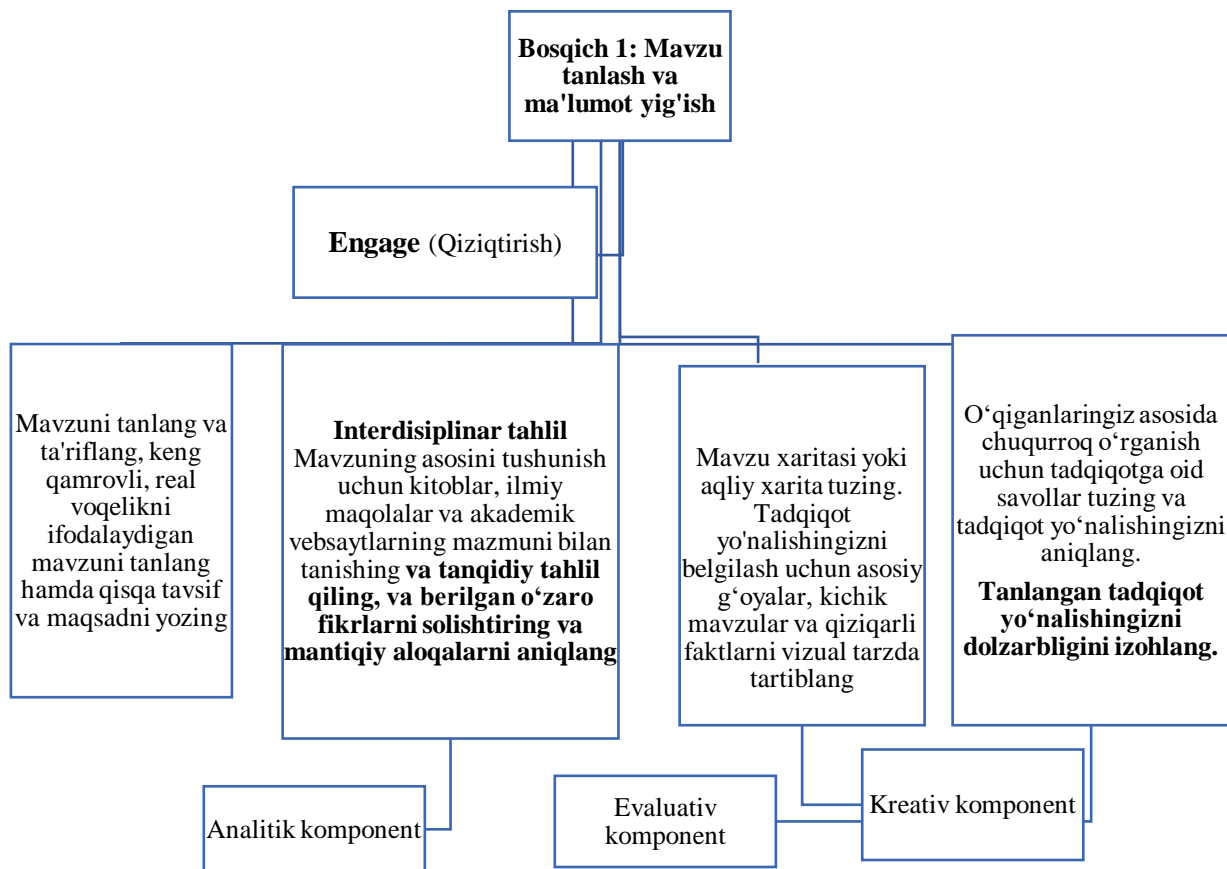 Bosqich 1: Mavzu
tanlash va
ma'lumot yig'ish
Engage (Qiziqtirish)
Mavzuni tanlang va
ta'riflang, keng
qamrovli, real
voqelikni
ifodalaydigan
mavzuni tanlang
hamda qisqa tavsif
va maqsadni yozing
Interdisiplinar tahlil
Mavzuning asosini tushunish
uchun kitoblar, ilmiy
maqolalar va akademik
vebsaytlarning mazmuni bilan
tanishing va tanqidiy tahlil
qiling, va berilgan o‘zaro
fikrlarni solishtiring va
mantiqiy aloqalarni aniqlang
Mavzu xaritasi yoki
aqliy xarita tuzing.
Tadqiqot
yo'nalishingizni
belgilash uchun asosiy
g‘oyalar, kichik
mavzular va qiziqarli
faktlarni vizual tarzda
tartiblang
O‘qiganlaringiz asosida
chuqurroq o‘rganish
uchun tadqiqotga oid
savollar tuzing va
tadqiqot yo‘nalishingizni
aniqlang.
Tanlangan tadqiqot
yo‘nalishingizni
dolzarbligini izohlang.
Analitik komponent
Evaluativ
komponent
Kreativ komponent